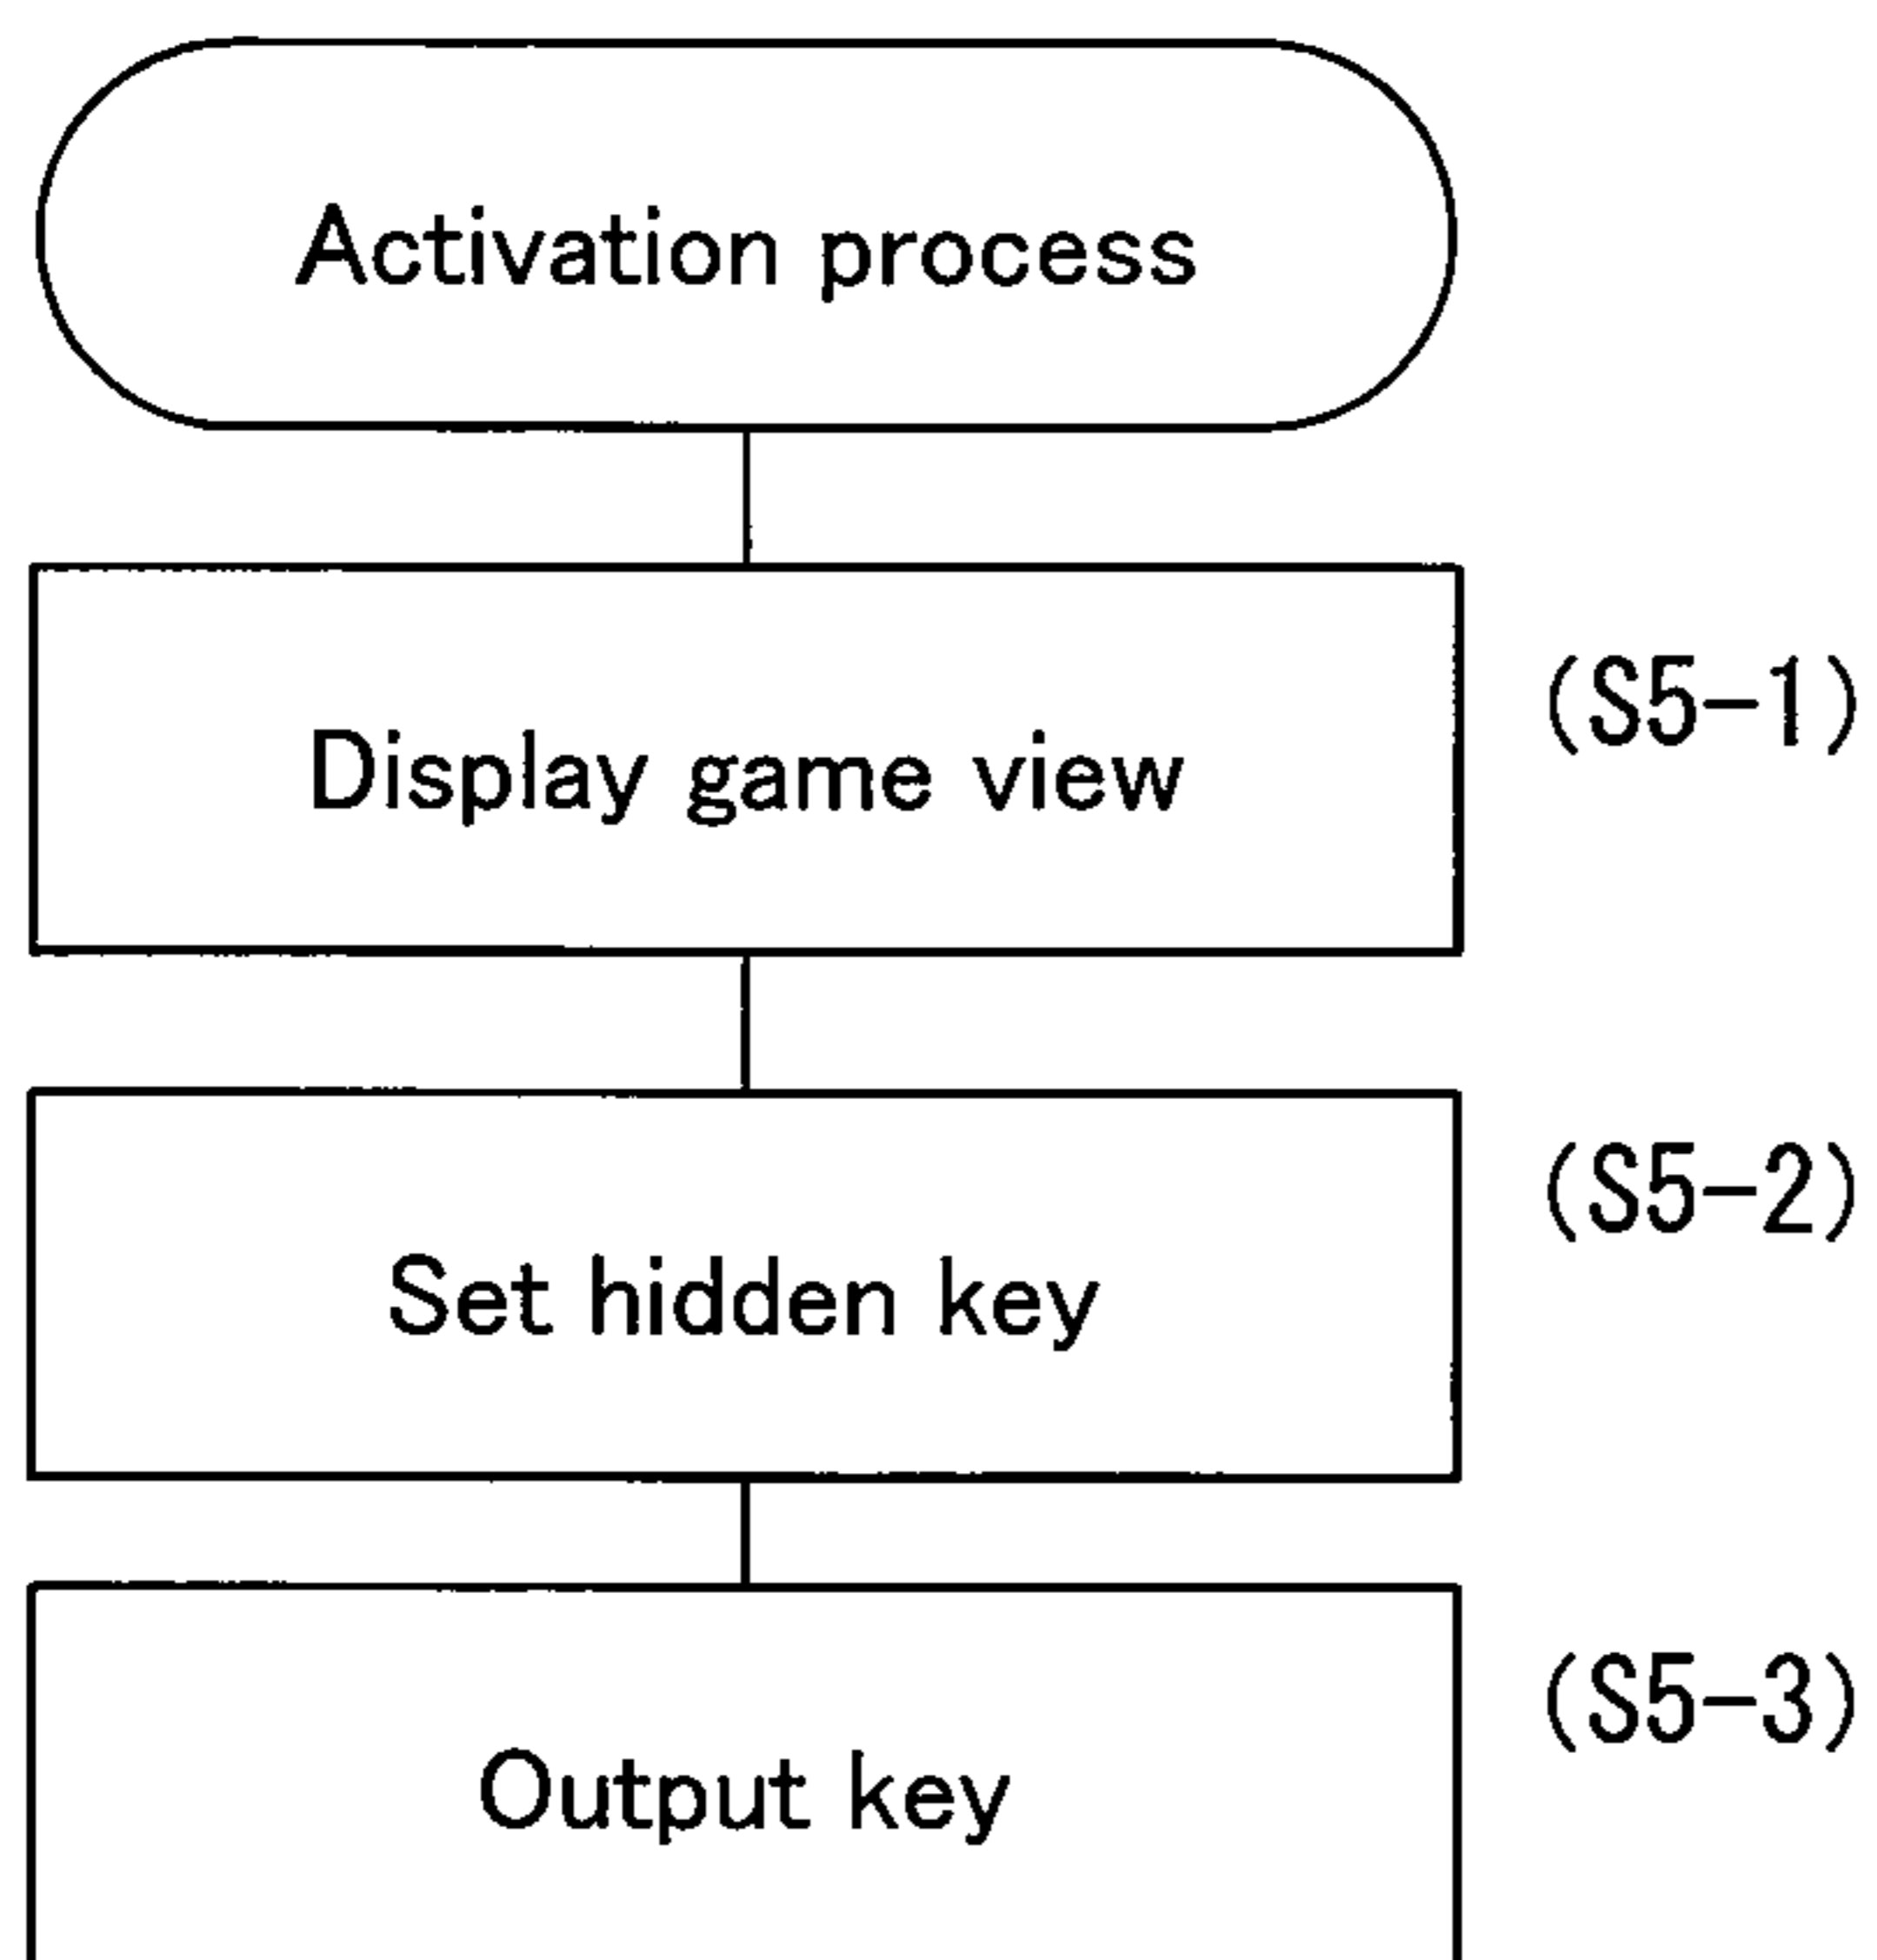 Activation process
Display game view
(S5-1)
Set hidden key
(S5-2)
Output key
(S5-3)